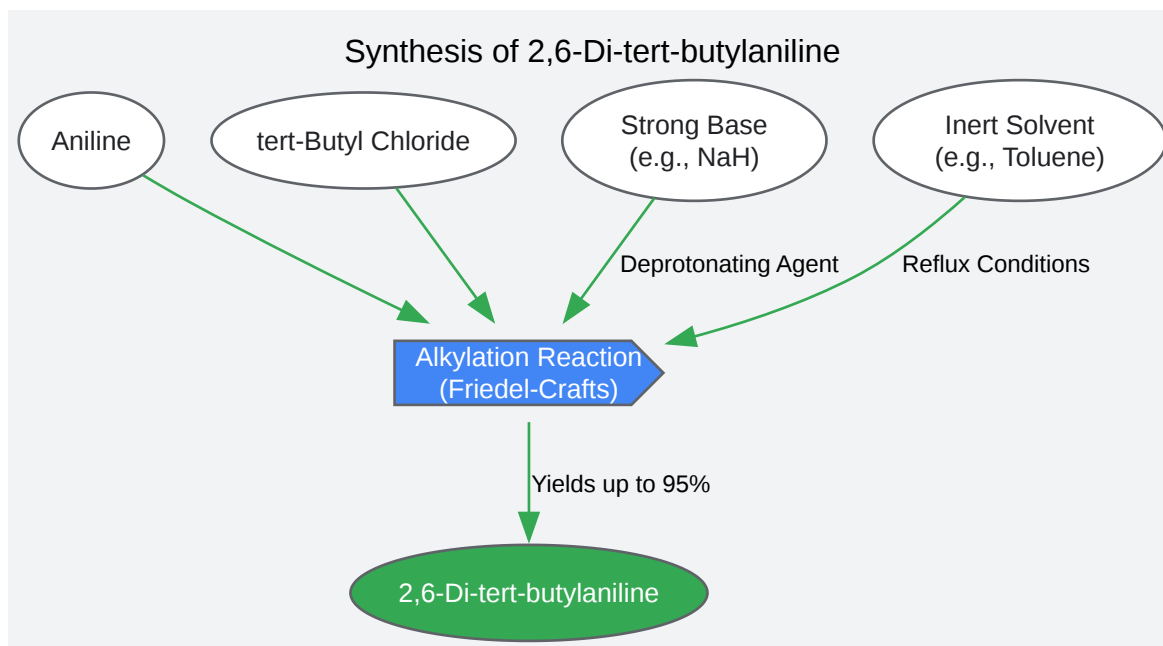 Synthesis of 2,6-Di-tert-butylaniline
Aniline
tert-Butyl Chloride
Strong Base
(e.g., NaH)
Inert Solvent
(e.g., Toluene)
Deprotonating Agent
Reflux Conditions
Alkylation Reaction
(Friedel-Crafts)
Yields up to 95%
2,6-Di-tert-butylaniline